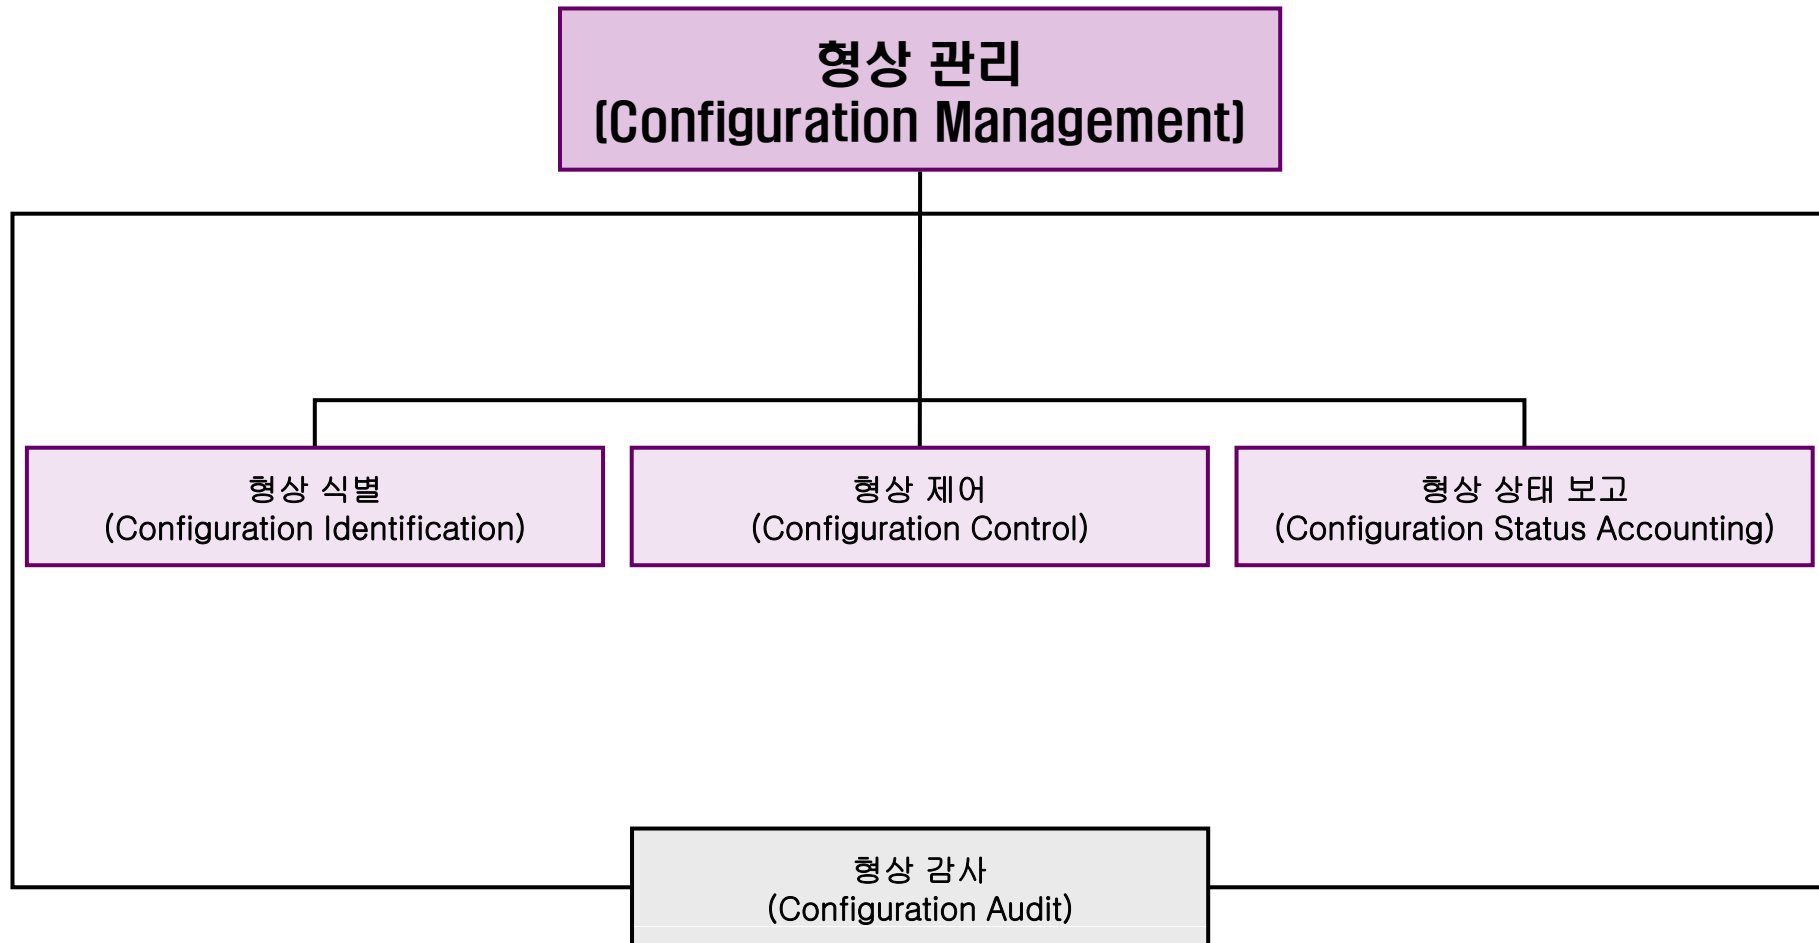 형상 관리
(Configuration Management)
형상 식별
(Configuration Identification)
형상 제어
(Configuration Control)
형상 상태 보고
(Configuration Status Accounting)
형상 감사
(Configuration Audit)